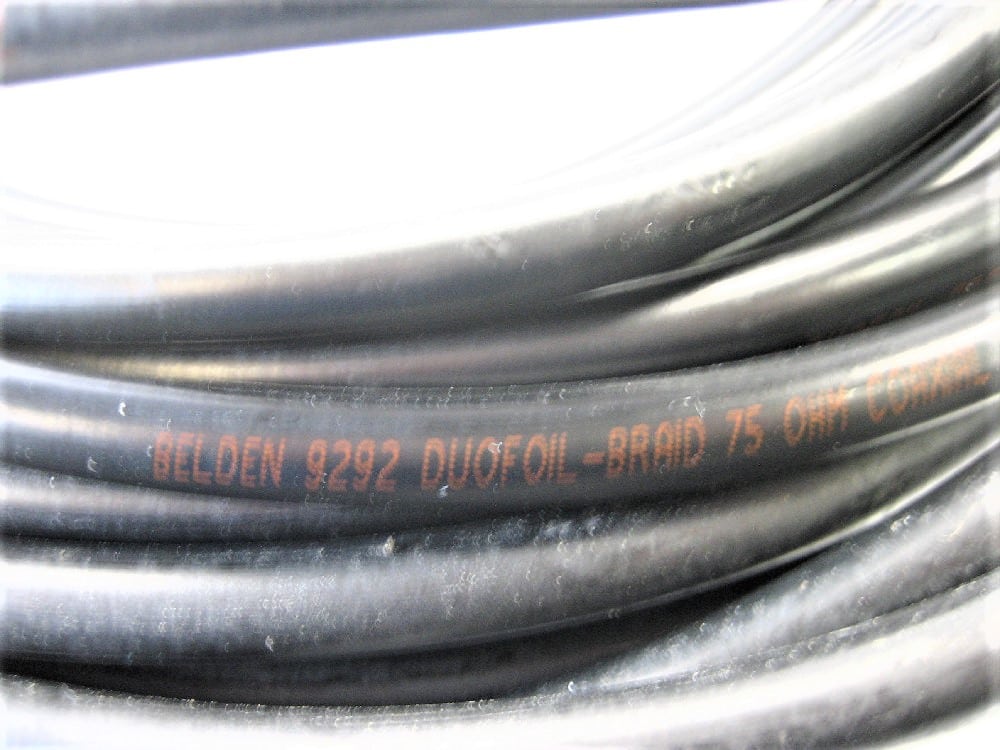 BELDEN 9292 DUOFOIL-BRAID 75 OHM COAXIAL